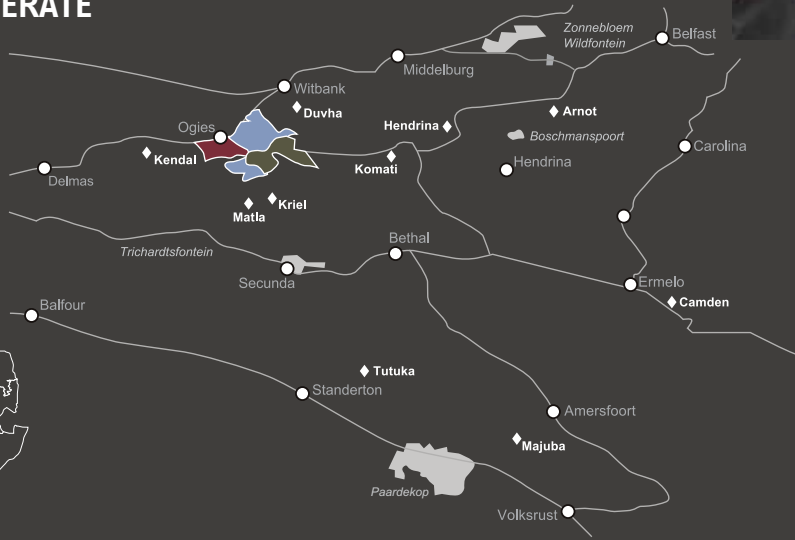 ERATE
Zonnebloem
Wildfontein
Belfast
Middelburg
Witbank
Duvha
Arnot
Hendrina
Ogies
Boschmanspoort
Carolina
Kendal
Komati
Hendrina
Delmas
Kriel
Matla
Bethal
Trichardtsfontein
Secunda
Ermelo
Camden
Balfour
Tutuka
Standerton
Amersfoort
Majuba
Paardekop
Volksrust